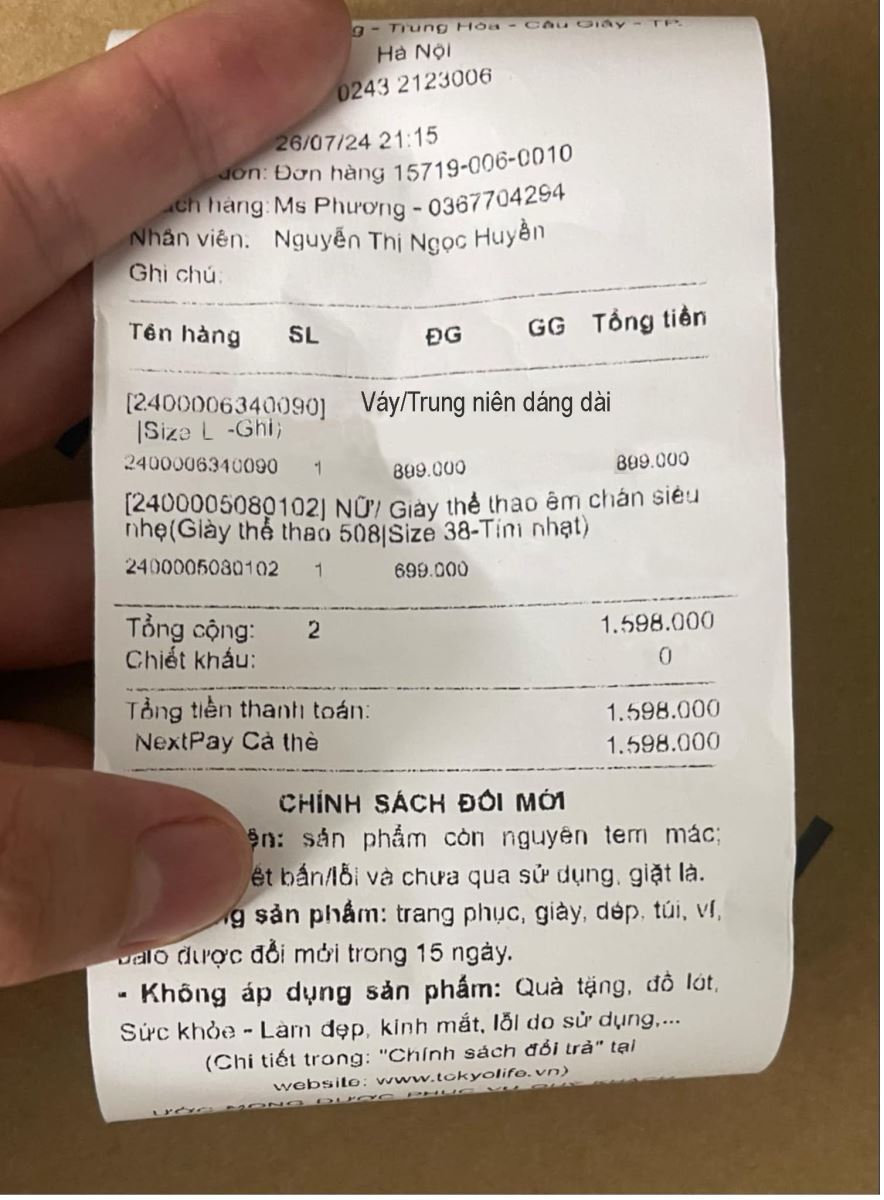 g - Trung Hòa - Cầu Giấy - TP.
Hà Nội
0243 2123006
26/07/24 21:15
đơn: Đơn hàng 15719-006-0010
ách hàng: Ms Phương - 0367704294
Nhân viên: Nguyễn Thị Ngọc Huyền
Ghi chú:
Tên hàng SL ĐG GG Tổng tiền
[2400006340090] Váy/Trung niên dáng dài
|Size L -Ghi)
2400006340090 1 899.000 899.000
[2400005080102] NỮ/ Giày thể thao êm chân siêu
nhẹ(Giày thể thao 508|Size 38-Tím nhạt)
2400005080102 1 699.000
Tổng cộng: 2 1.598.000
Chiết khấu: 0
Tổng tiền thanh toán: 1.598.000
NextPay Cà thẻ 1.598.000
CHÍNH SÁCH ĐỔI MỚI
ện: sản phẩm còn nguyên tem mác;
ết bẩn/lỗi và chưa qua sử dụng, giặt là.
g sản phẩm: trang phục, giày, dép, túi, ví,
balo được đổi mới trong 15 ngày.
- Không áp dụng sản phẩm: Quà tặng, đồ lót,
Sức khỏe - Làm đẹp, kính mắt, lỗi do sử dụng,...
(Chi tiết trong: "Chính sách đổi trả" tại
website: www.tokyolife.vn)
ƯỚC MONG ĐƯỢC PHỤC VỤ QUÝ KHÁCH